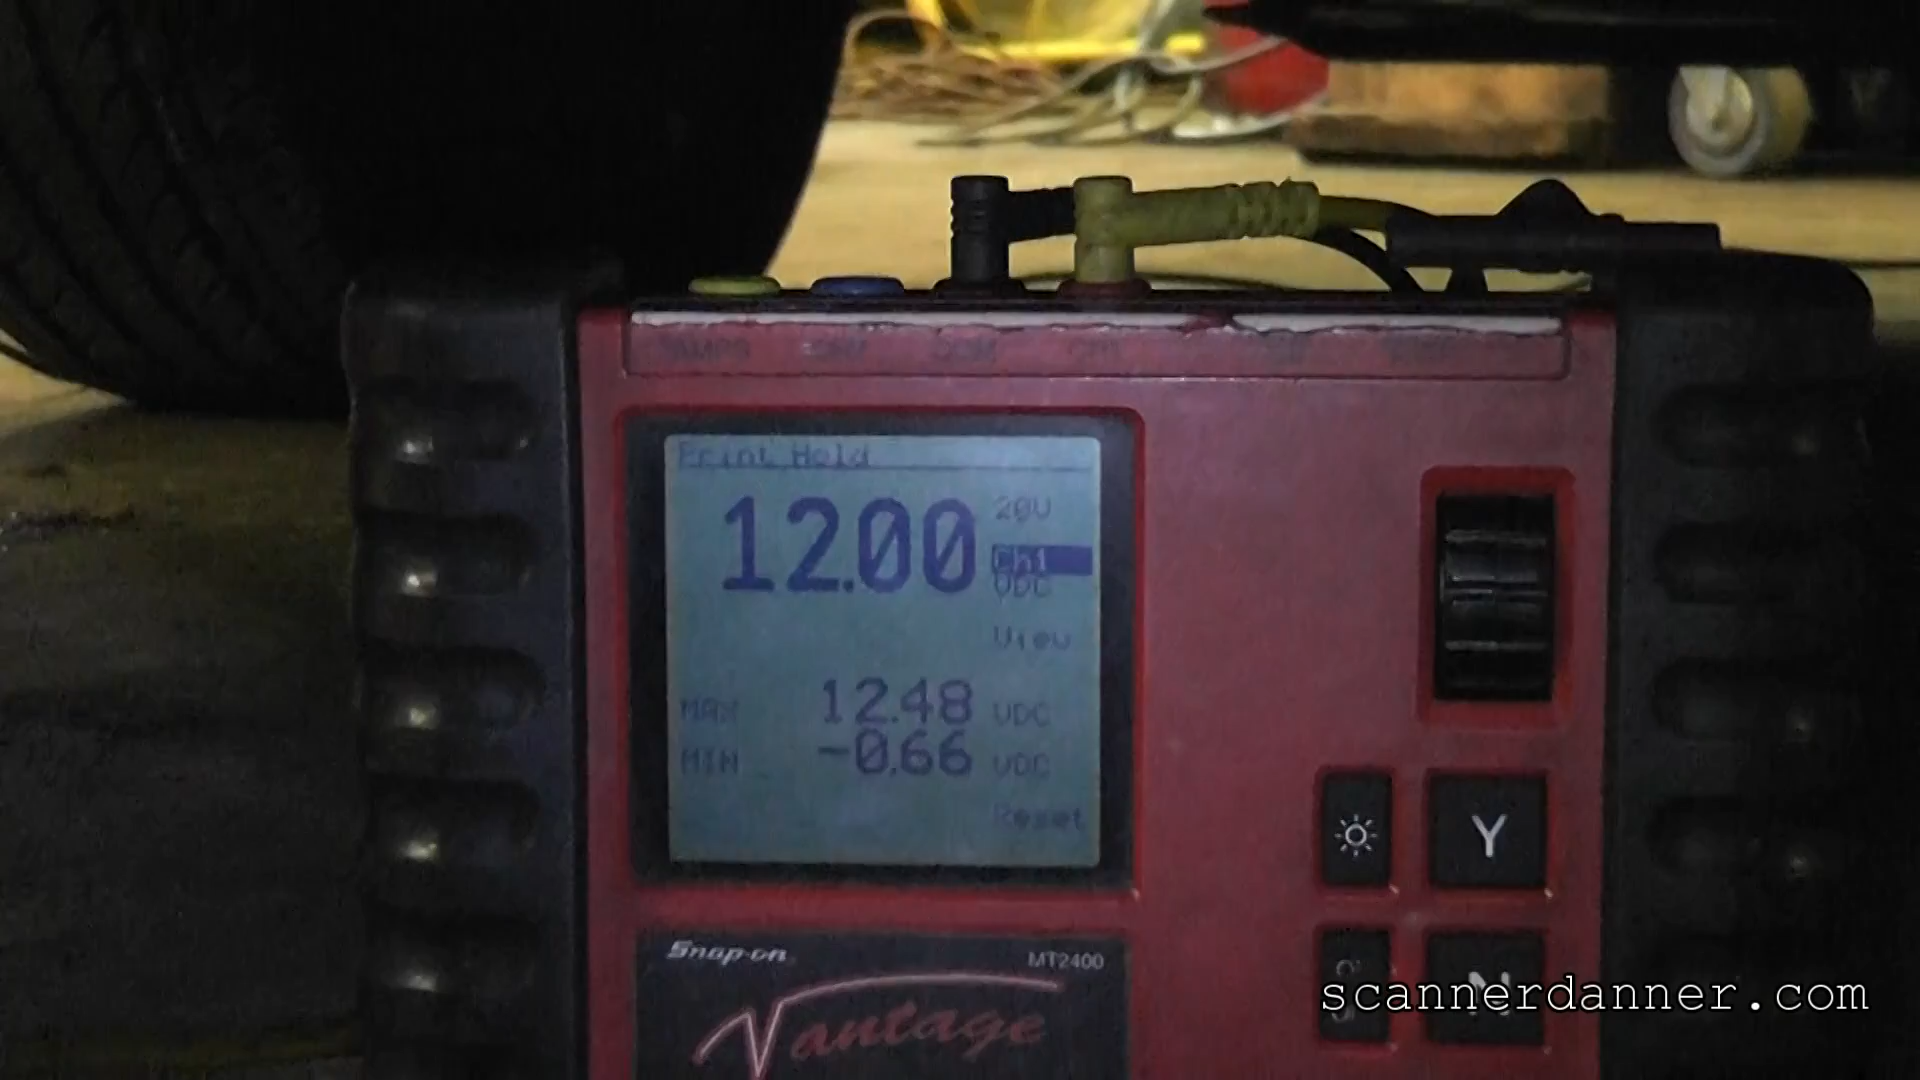 Print Hold
12.00
20V
Ch1
VDC
View
MAX 12.48 VDC
MIN -0.66 VDC
Reset
Snap-on
MT2400
Vantage
Y
N
scannerdanner.com